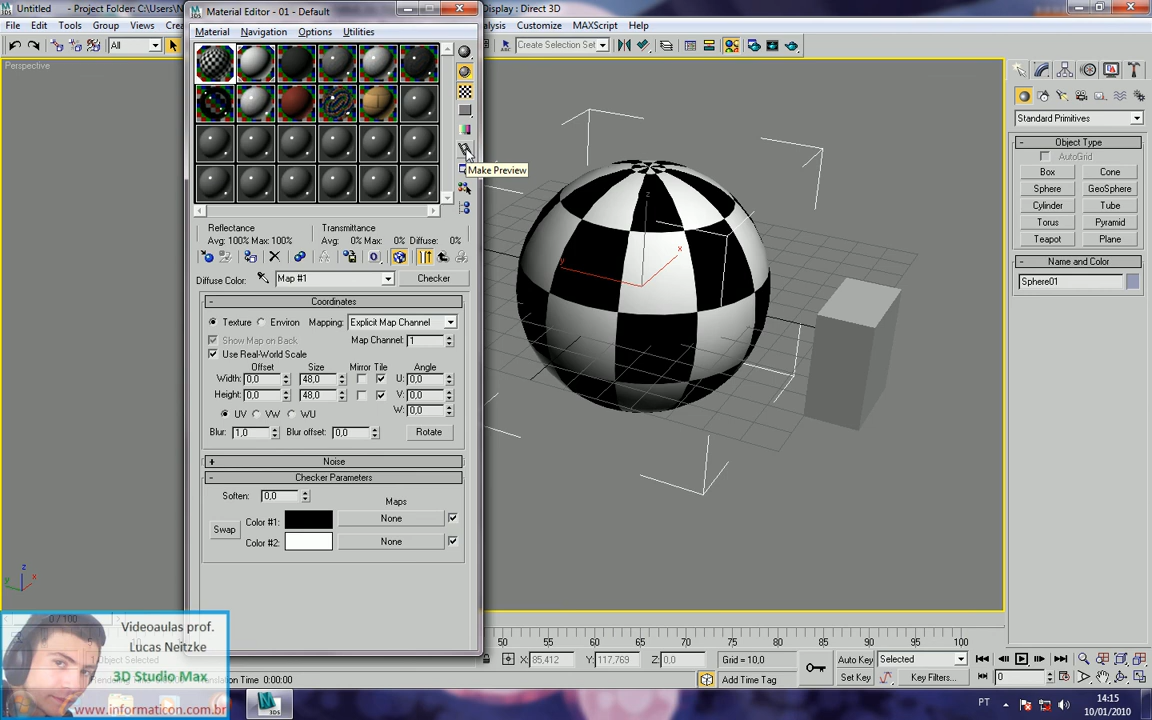 Untitled - Project Folder: C:\Users\
Display : Direct 3D
File Edit Tools Group Views
Customize MAXScript Help
All
Create Selection Set
Material Editor - 01 - Default
Material Navigation Options Utilities
Make Preview
Perspective
Reflectance
Transmittance
Avg: 100% Max: 100%
Avg: 0% Max: 0% Diffuse: 0%
Diffuse Color: Map #1 Checker
Coordinates
Texture Environ Mapping: Explicit Map Channel
Show Map on Back Map Channel: 1
Use Real-World Scale
Offset Size Mirror Tile Angle
Width: 0,0 48,0 U: 0,0
Height: 0,0 48,0 V: 0,0
W: 0,0
UV VW WU
Blur: 1,0 Blur offset: 0,0 Rotate
Noise
Checker Parameters
Soften: 0,0
Maps
Swap
Color #1: None
Color #2: None
z
x
y
z
x
y
Standard Primitives
Object Type
AutoGrid
Box Cone
Sphere GeoSphere
Cylinder Tube
Torus Pyramid
Teapot Plane
Name and Color
Sphere01
0 / 100
50 55 60 65 70 75 80 85 90 95 100
X: 85,412 Y: 117,769 Z: 0,0 Grid = 10,0
Add Time Tag
Auto Key Selected
Set Key Key Filters...
0
Object Selected
Time 0:00:00
Videoaulas prof.
Lucas Neitzke
3D Studio Max
www.informaticon.com.br
PT 14:15
10/01/2010